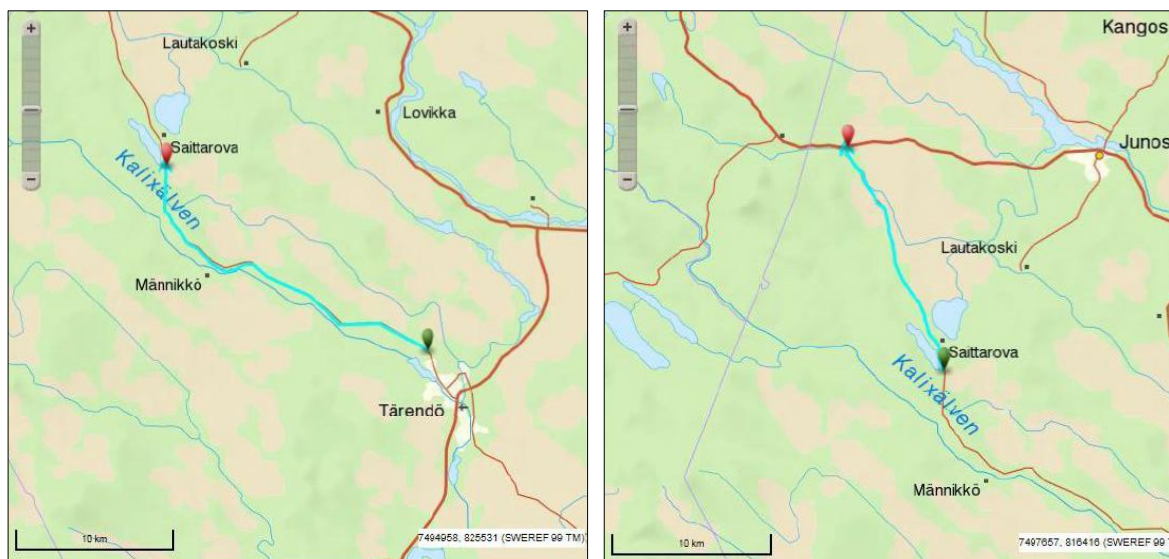 +
Lautakoski
Lovikka
Saittarova
Kalixälven
Männikkö
Tärendö
10 km
7494958, 825531 (SWEREF 99 TM)
+
Kangos
Junos
Lautakoski
Saittarova
Kalixälven
Männikkö
10 km
7497657, 816416 (SWEREF 99 T